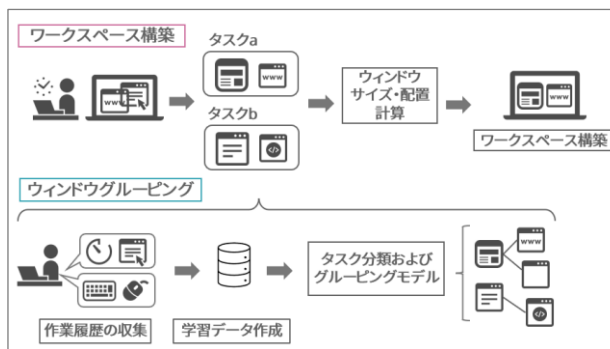 ワークスペース構築
タスクa
www
www
タスクb
ウィンドウ
サイズ・配置
計算
www
ワークスペース構築
ウィンドウグルーピング
作業履歴の収集
学習データ作成
タスク分類および
グルーピングモデル
www